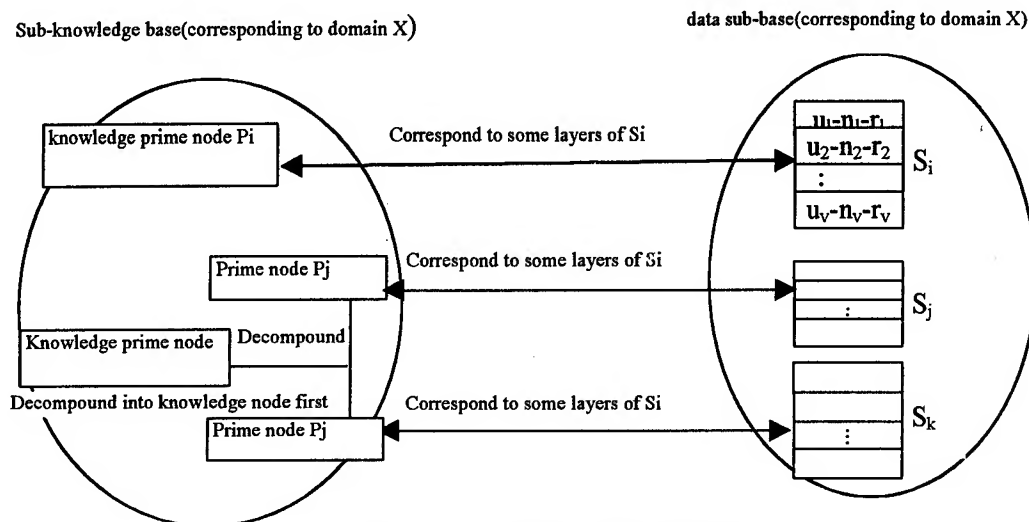 Sub-knowledge base(corresponding to domain X)
data sub-base(corresponding to domain X)
knowledge prime node Pi
Correspond to some layers of Si
u₁-n₁-r₁
u₂-n₂-r₂
:
uᵥ-nᵥ-rᵥ
Sᵢ
Prime node Pj
Correspond to some layers of Si
:
Sⱼ
Knowledge prime node
Decompound
Decompound into knowledge node first
Prime node Pj
Correspond to some layers of Si
:
Sₖ